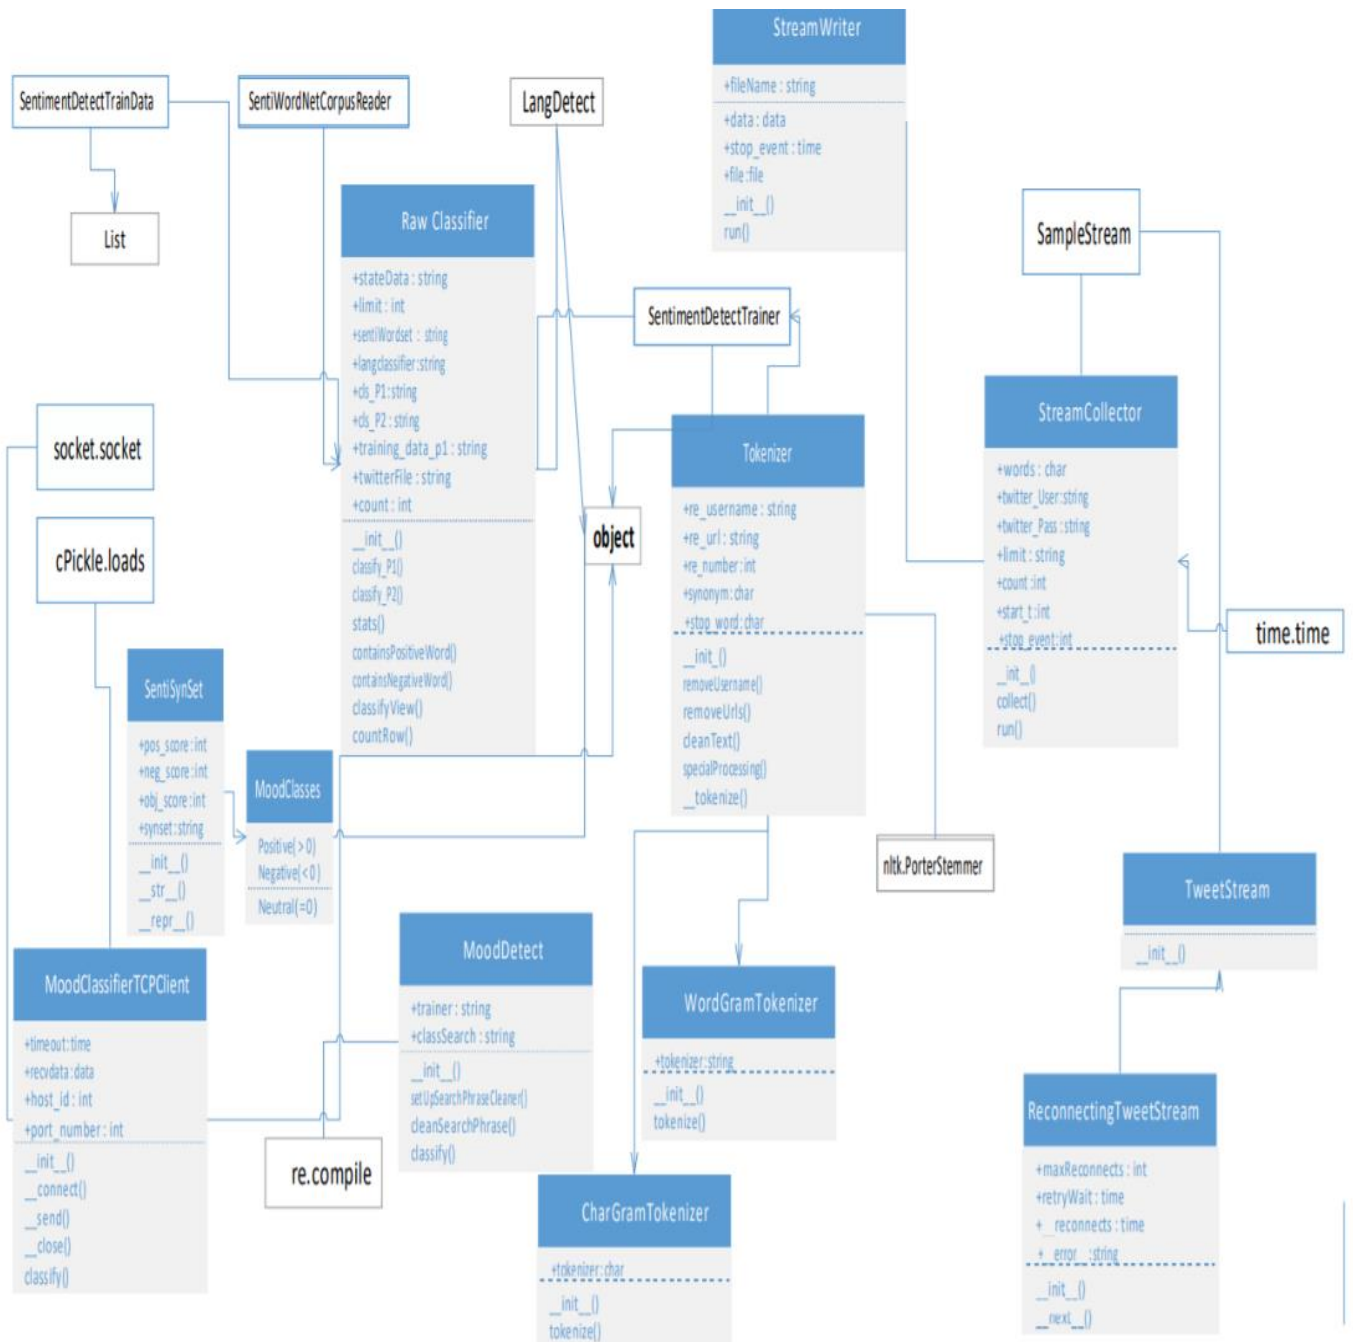 StreamWriter
+fileName : string
+data : data
+stop_event : time
+file :file
__init__()
run()
SentimentDetectTrainData
SentiWordNetCorpusReader
LangDetect
List
Raw Classifier
+stateData : string
+limit : int
+sentiWordset : string
+langclassifier:string
+cls_P1:string
+cls_P2: string
+training_data_p1 : string
+twitterFile : string
+count : int
__init__()
classify_P1()
classify_P2()
stats()
containsPositiveWord()
containsNegativeWord()
classifyView()
countRow()
SentimentDetectTrainer
SampleStream
StreamCollector
+words : char
+twitter_User:string
+twitter_Pass : string
+limit : string
+count :int
+start_t :int
+stop_event:int
__init_()
collect()
run()
time.time
socket.socket
cPickle.loads
object
Tokenizer
+re_username : string
+re_url : string
+re_number:int
+synonym:char
+stop_word:char
__init_()
removeUsername()
removeUrls()
cleanText()
specialProcessing()
__tokenize()
SentiSynSet
+pos_score:int
+neg_score:int
+obj_score:int
+synset:string
__init__()
__str__()
__repr__()
MoodClasses
Positive( > 0)
Negative( < 0)
Neutral(=0)
nltk.PorterStemmer
TweetStream
__init__()
MoodClassifierTCPClient
+timeout:time
+recvdata:data
+host_id : int
+port_number : int
__init__()
__connect()
__send()
__close()
classify()
MoodDetect
+trainer : string
+classSearch : string
__init__()
setUpSearchPhraseCleaner()
cleanSearchPhrase()
classify()
re.compile
WordGramTokenizer
+tokenizer:string
__init__()
tokenize()
CharGramTokenizer
+tokenizer:char
__init__()
tokenize()
ReconnectingTweetStream
+maxReconnects : int
+retryWait : time
+__reconnects : time
+_error_ :string
__init__()
__next__()